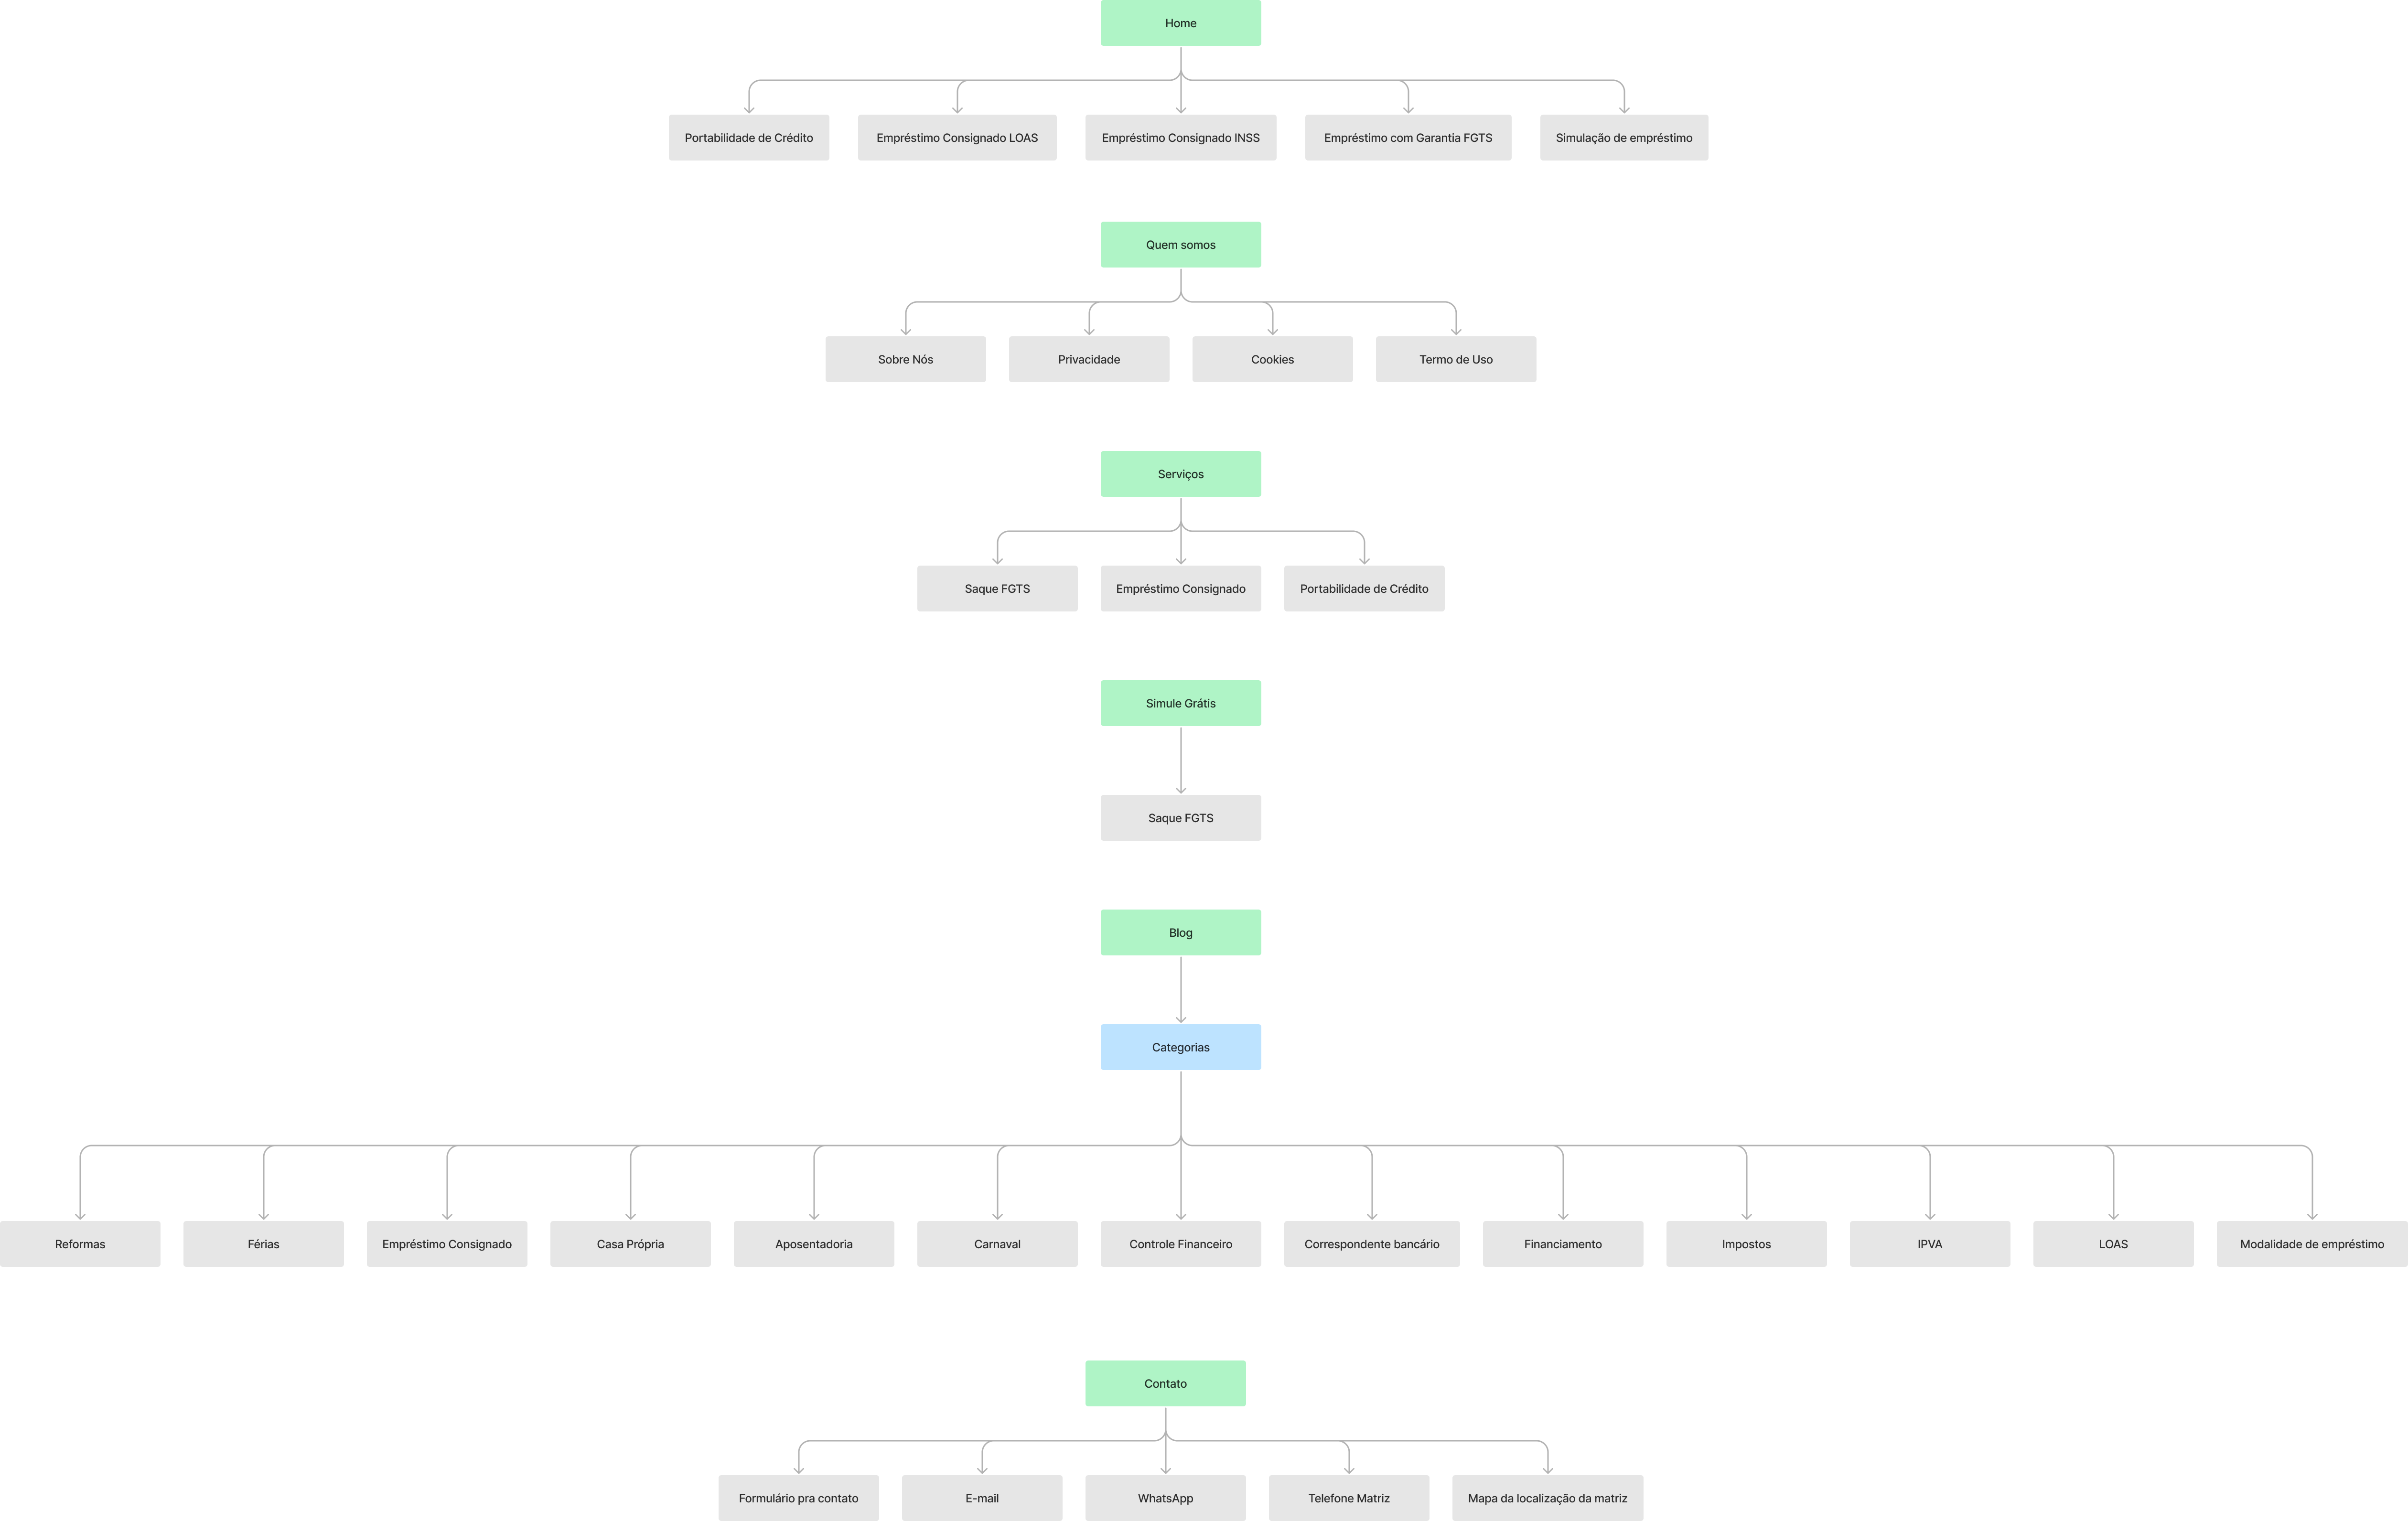 Home
Portabilidade de Crédito
Empréstimo Consignado LOAS
Empréstimo Consignado INSS
Empréstimo com Garantia FGTS
Simulação de empréstimo
Quem somos
Sobre Nós
Privacidade
Cookies
Termo de Uso
Serviços
Saque FGTS
Empréstimo Consignado
Portabilidade de Crédito
Simule Grátis
Saque FGTS
Blog
Categorias
Reformas
Férias
Empréstimo Consignado
Casa Própria
Aposentadoria
Carnaval
Controle Financeiro
Correspondente bancário
Financiamento
Impostos
IPVA
LOAS
Modalidade de empréstimo
Contato
Formulário pra contato
E-mail
WhatsApp
Telefone Matriz
Mapa da localização da matriz